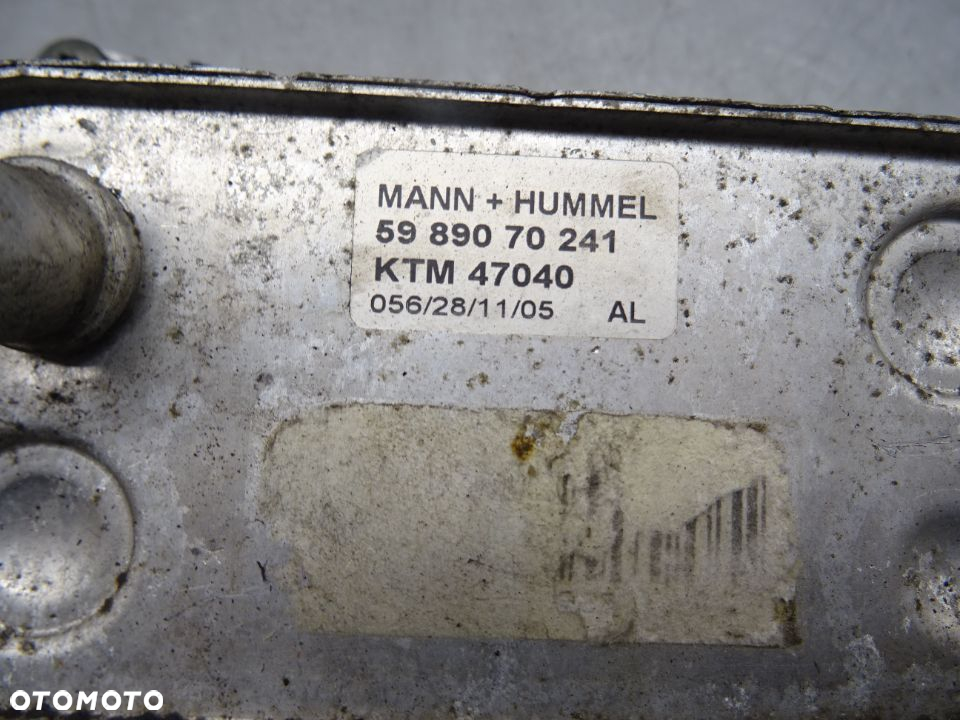 MANN + HUMMEL
59 890 70 241
KTM 47040
056/28/11/05 AL
OTOMOTO